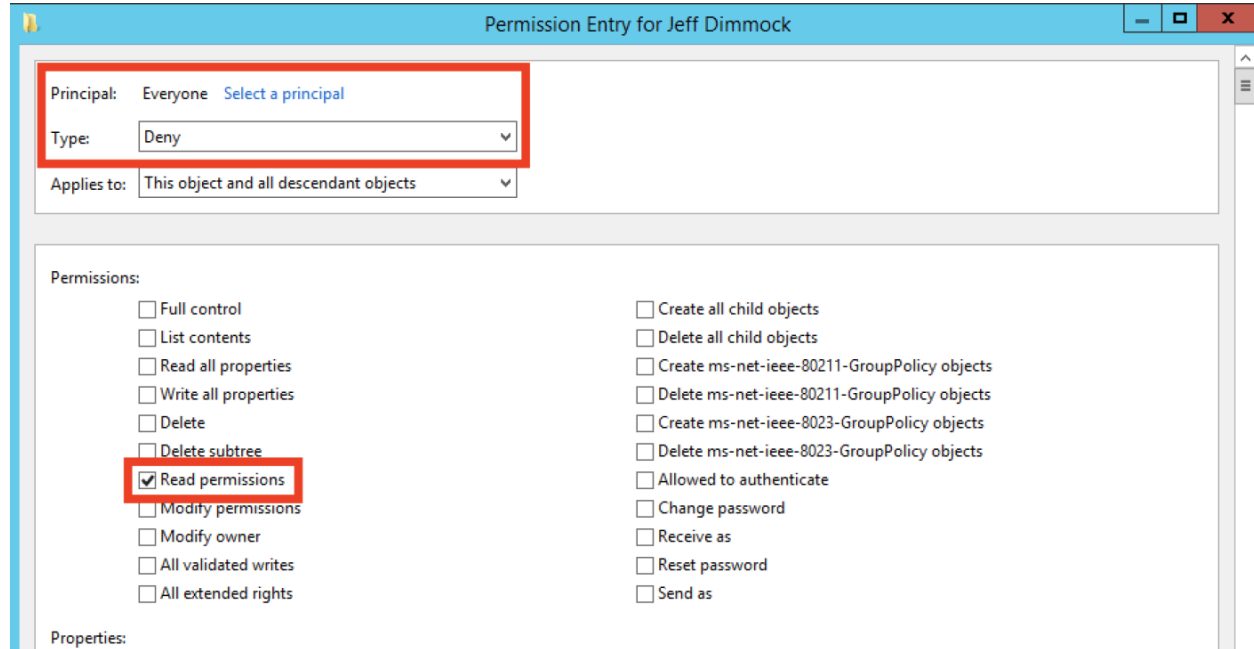 Permission Entry for Jeff Dimmock
Principal: Everyone Select a principal
Type: Deny
Applies to: This object and all descendant objects
Permissions:
Full control
List contents
Read all properties
Write all properties
Delete
Delete subtree
Read permissions
Modify permissions
Modify owner
All validated writes
All extended rights
Create all child objects
Delete all child objects
Create ms-net-ieee-80211-GroupPolicy objects
Delete ms-net-ieee-80211-GroupPolicy objects
Create ms-net-ieee-8023-GroupPolicy objects
Delete ms-net-ieee-8023-GroupPolicy objects
Allowed to authenticate
Change password
Receive as
Reset password
Send as
Properties: